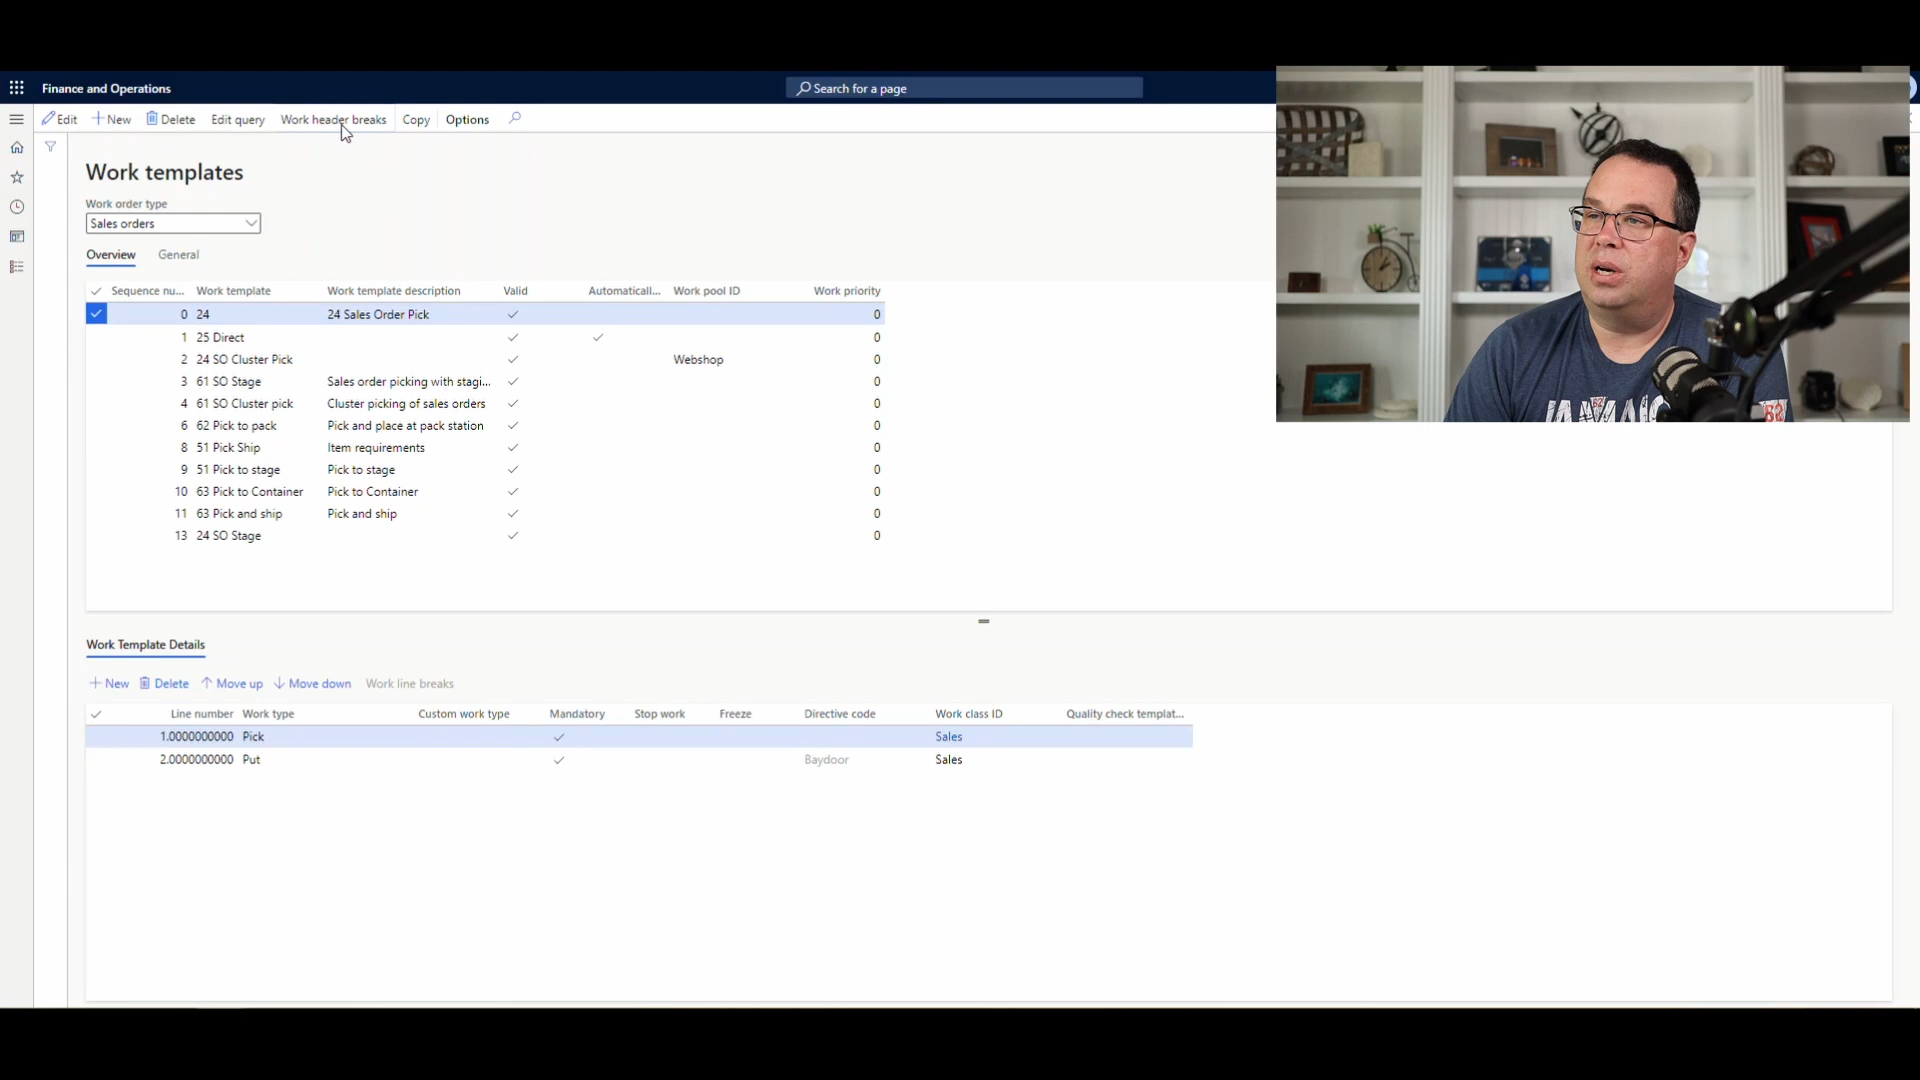 Finance and Operations
Search for a page
Edit New Delete Edit query Work header breaks Copy Options
Work templates
Work order type
Sales orders
Overview General
Sequence nu... Work template Work template description Valid Automaticall... Work pool ID Work priority
0 24 24 Sales Order Pick 0
1 25 Direct 0
2 24 SO Cluster Pick Webshop 0
3 61 SO Stage Sales order picking with stagi... 0
4 61 SO Cluster pick Cluster picking of sales orders 0
6 62 Pick to pack Pick and place at pack station 0
8 51 Pick Ship Item requirements 0
9 51 Pick to stage Pick to stage 0
10 63 Pick to Container Pick to Container 0
11 63 Pick and ship Pick and ship 0
13 24 SO Stage 0
Work Template Details
New Delete Move up Move down Work line breaks
Line number Work type Custom work type Mandatory Stop work Freeze Directive code Work class ID Quality check templat...
1.0000000000 Pick Sales
2.0000000000 Put Baydoor Sales